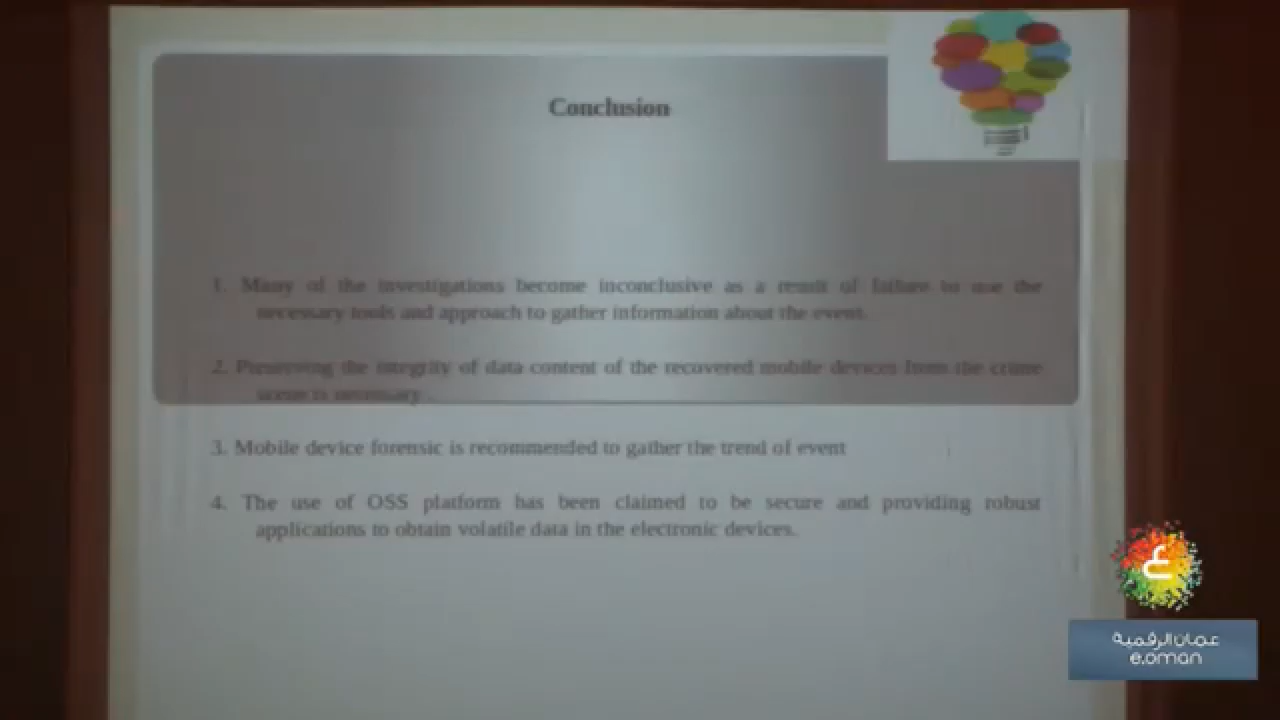 Conclusion
1. Many of the investigations become inconclusive as a result of failure to use the
necessary tools and approach to gather information about the event.
2. Preserving the integrity of data content of the recovered mobile devices from the crime
scene is necessary .
3. Mobile device forensic is recommended to gather the trend of event
4. The use of OSS platform has been claimed to be secure and providing robust
applications to obtain volatile data in the electronic devices.
ع
عمان الرقمية
e.oman